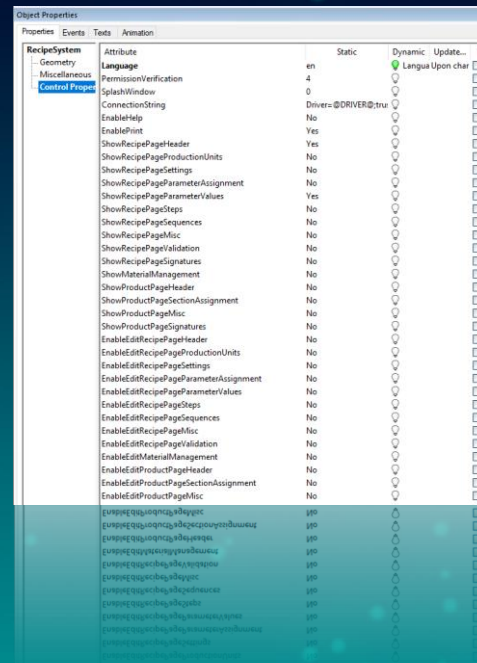 Object Properties
Properties Events Texts Animation
RecipeSystem
Geometry
Miscellaneous
Control Proper
Attribute Static Dynamic Update...
Language en Langua Upon char
PermissionVerification 4
SplashWindow 0
ConnectionString Driver=@DRIVER@;tru
EnableHelp No
EnablePrint Yes
ShowRecipePageHeader Yes
ShowRecipePageProductionUnits No
ShowRecipePageSettings No
ShowRecipePageParameterAssignment No
ShowRecipePageParameterValues Yes
ShowRecipePageSteps No
ShowRecipePageSequences No
ShowRecipePageMisc No
ShowRecipePageValidation No
ShowRecipePageSignatures No
ShowMaterialManagement No
ShowProductPageHeader No
ShowProductPageSectionAssignment No
ShowProductPageMisc No
ShowProductPageSignatures No
EnableEditRecipePageHeader No
EnableEditRecipePageProductionUnits No
EnableEditRecipePageSettings No
EnableEditRecipePageParameterAssignment No
EnableEditRecipePageParameterValues No
EnableEditRecipePageSteps No
EnableEditRecipePageSequences No
EnableEditRecipePageMisc No
EnableEditRecipePageValidation No
EnableEditMaterialManagement No
EnableEditProductPageHeader No
EnableEditProductPageSectionAssignment No
EnableEditProductPageMisc No